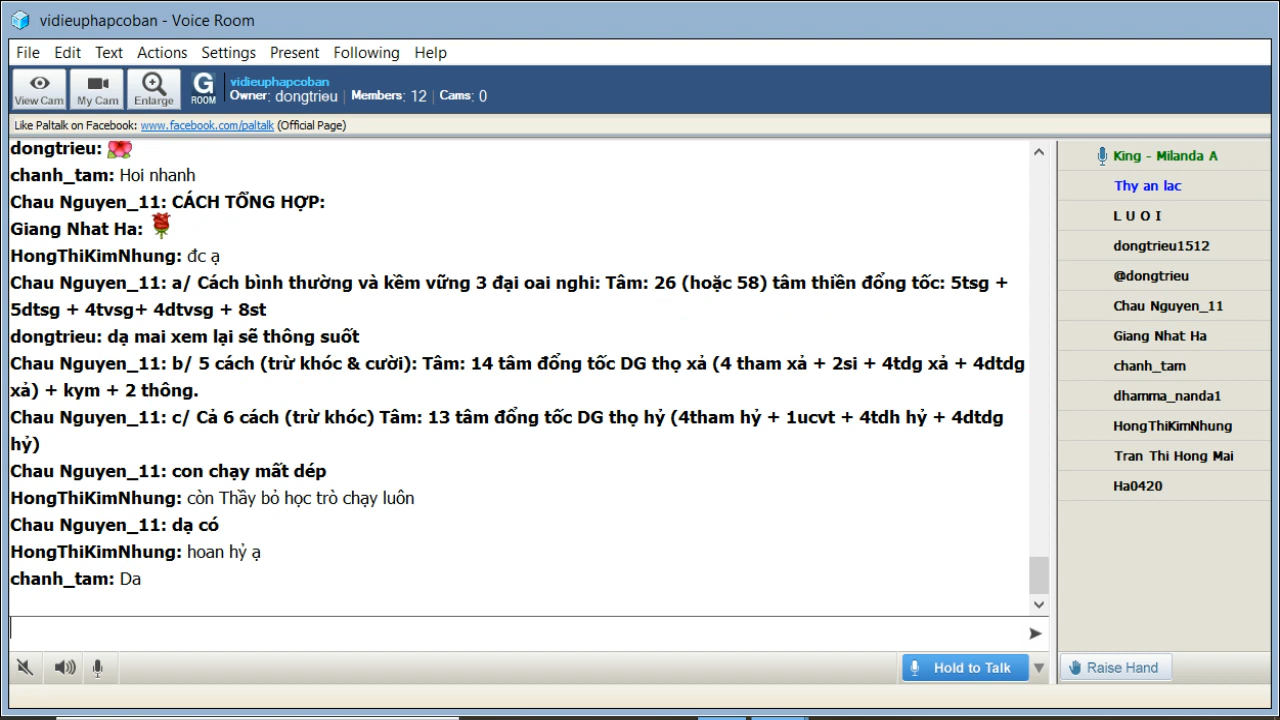 vidieuphapcoban - Voice Room
File Edit Text Actions Settings Present Following Help
View Cam My Cam Enlarge G ROOM
vidieuphapcoban
Owner: dongtrieu | Members: 12 | Cams: 0
Like Paltalk on Facebook: www.facebook.com/paltalk (Official Page)
dongtrieu:
chanh_tam: Hoi nhanh
Chau Nguyen_11: CÁCH TỔNG HỢP:
Giang Nhat Ha:
HongThiKimNhung: đc ạ
Chau Nguyen_11: a/ Cách bình thường và kềm vững 3 đại oai nghi: Tâm: 26 (hoặc 58) tâm thiền đổng tốc: 5tsg +
5dtsg + 4tvsg+ 4dtvsg + 8st
dongtrieu: dạ mai xem lại sẽ thông suốt
Chau Nguyen_11: b/ 5 cách (trừ khóc & cười): Tâm: 14 tâm đổng tốc DG thọ xả (4 tham xả + 2si + 4tdg xả + 4dtdg
xả) + kym + 2 thông.
Chau Nguyen_11: c/ Cả 6 cách (trừ khóc) Tâm: 13 tâm đổng tốc DG thọ hỷ (4tham hỷ + 1ucvt + 4tdh hỷ + 4dtdg
hỷ)
Chau Nguyen_11: con chạy mất dép
HongThiKimNhung: còn Thầy bỏ học trò chạy luôn
Chau Nguyen_11: dạ có
HongThiKimNhung: hoan hỷ ạ
chanh_tam: Da
King - Milanda A
Thy an lac
L U O I
dongtrieu1512
@dongtrieu
Chau Nguyen_11
Giang Nhat Ha
chanh_tam
dhamma_nanda1
HongThiKimNhung
Tran Thi Hong Mai
Ha0420
Hold to Talk
Raise Hand